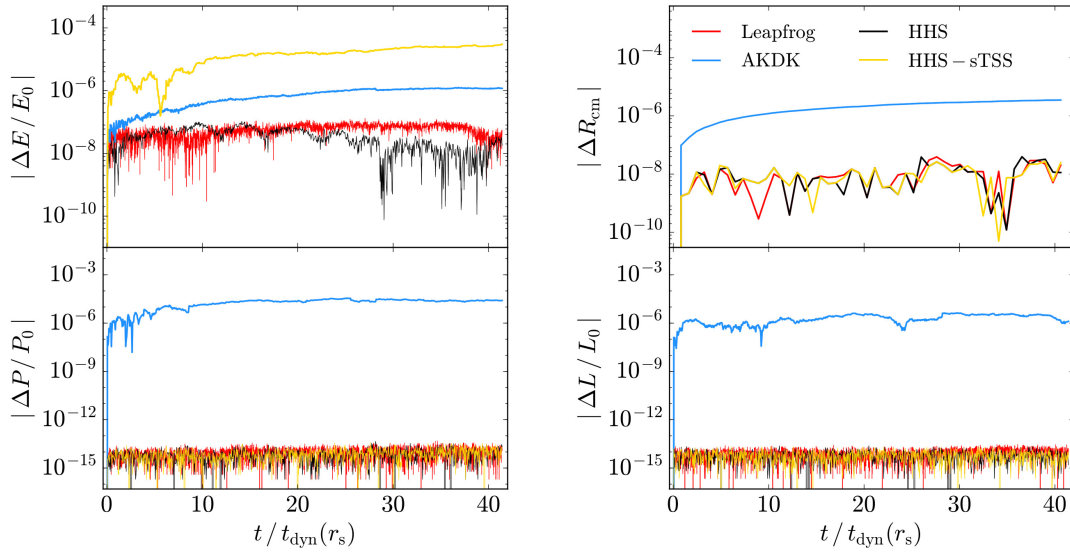 | ΔE / E₀ |
10⁻⁴
10⁻⁶
10⁻⁸
10⁻¹⁰
| ΔP / P₀ |
10⁻³
10⁻⁶
10⁻⁹
10⁻¹²
10⁻¹⁵
0 10 20 30 40
t / t_dyn(r_s)
Leapfrog HHS
AKDK HHS − sTSS
| ΔR_cm |
10⁻⁴
10⁻⁶
10⁻⁸
10⁻¹⁰
| ΔL / L₀ |
10⁻³
10⁻⁶
10⁻⁹
10⁻¹²
10⁻¹⁵
0 10 20 30 40
t / t_dyn(r_s)